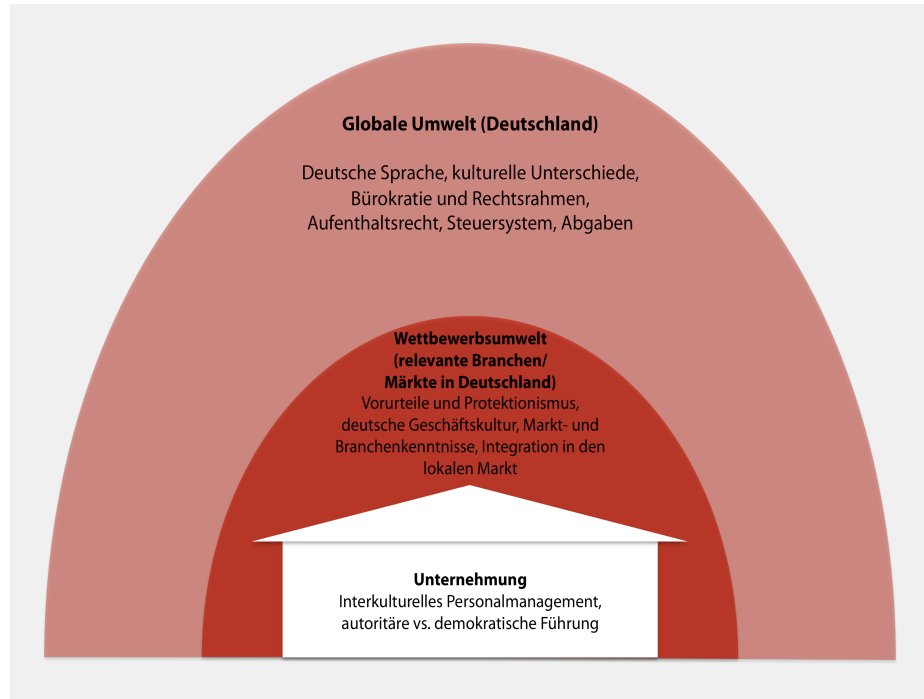 Globale Umwelt (Deutschland)
Deutsche Sprache, kulturelle Unterschiede,
Bürokratie und Rechtsrahmen,
Aufenthaltsrecht, Steuersystem, Abgaben
Wettbewerbsumwelt
(relevante Branchen/
Märkte in Deutschland)
Vorurteile und Protektionismus,
deutsche Geschäftskultur, Markt- und
Branchenkenntnisse, Integration in den
lokalen Markt
Unternehmung
Interkulturelles Personalmanagement,
autoritäre vs. demokratische Führung